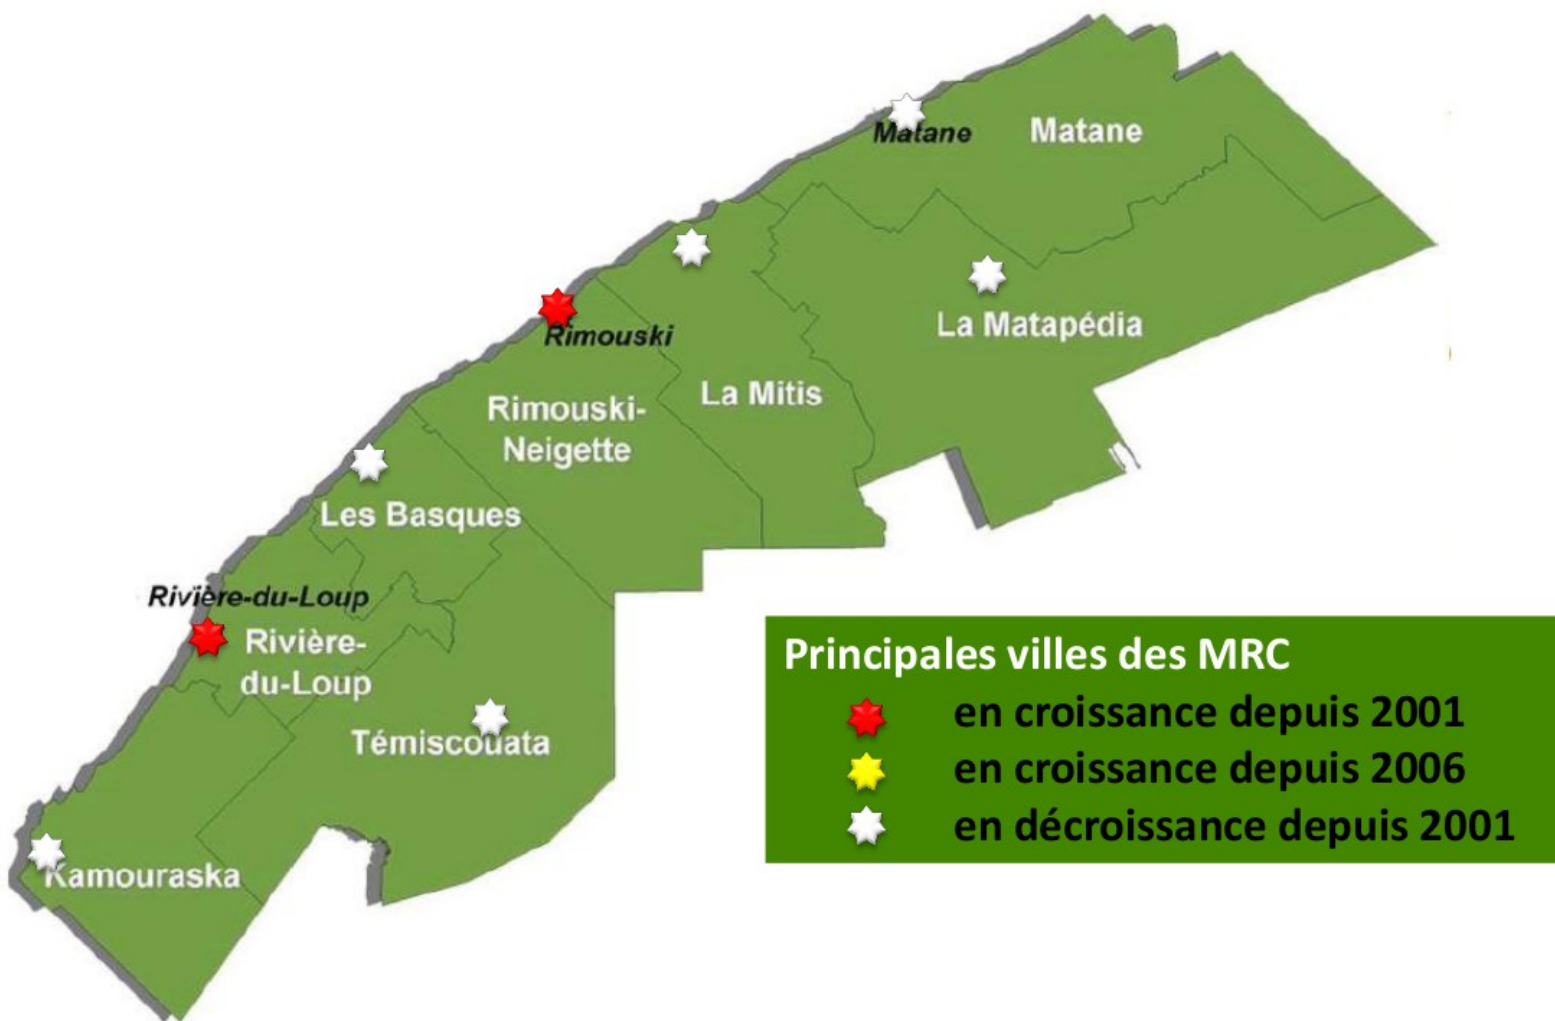 Matane
Matane
La Matapédia
Rimouski
La Mitis
Rimouski-
Neigette
Les Basques
Rivière-du-Loup
Rivière-
du-Loup
Témiscouata
Kamouraska
Principales villes des MRC
en croissance depuis 2001
en croissance depuis 2006
en décroissance depuis 2001